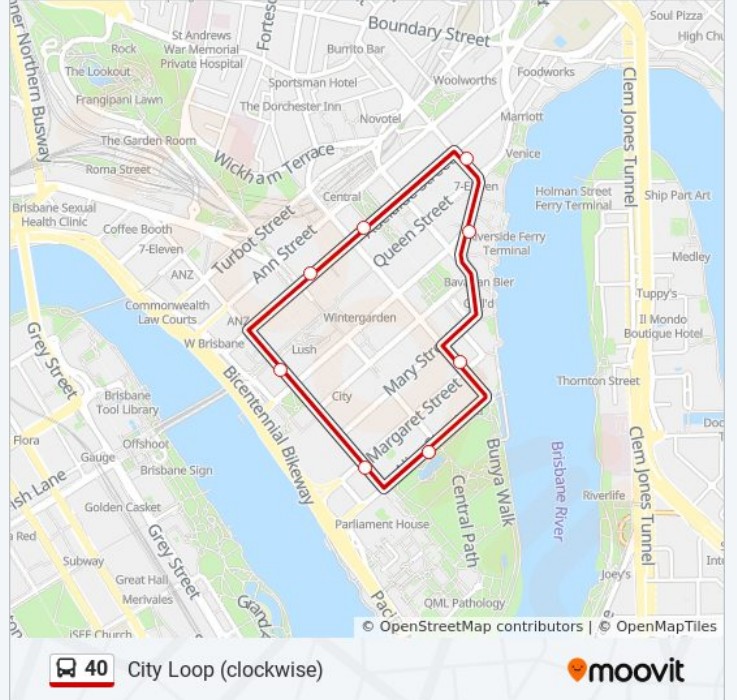 Boundary Street
Soul Pizza
St Andrews
War Memorial
Private Hospital
Rock
Burrito Bar
The Lookout
Woolworths
Foodworks
Sportsman Hotel
Frangipani Lawn
The Dorchester Inn
Novotel
Marriott
The Garden Room
Wickham Terrace
Venice
Roma Street
Clem Jones Tunnel
Central
7-Eleven
Holman Street
Ferry Terminal
Ship Part Art
Brisbane Sexual
Health Clinic
Coffee Booth
Turbot Street
Ann Street
Queen Street
7-Eleven
Ferry
Terminal
Medley
ANZ
Tuppy's
Commonwealth
Law Courts
ANZ
Wintergarden
Il Mondo
Boutique Hotel
W Brisbane
Lush
Grey Street
Mary
City
Thornton Street
Brisbane
Tool Library
Margaret Street
Bicentennial Bikeway
Flora
Offshoot
Gauge
Brisbane Sign
Bunya Walk
Brisbane River
Clem Jones Tunnel
Riverlife
Golden Casket
Central Path
Parliament House
Red
Grey Street
Subway
Great Hall
Merivales
Joey's
QML Pathology
© OpenStreetMap contributors | © OpenMapTiles
40 City Loop (clockwise)
moovit